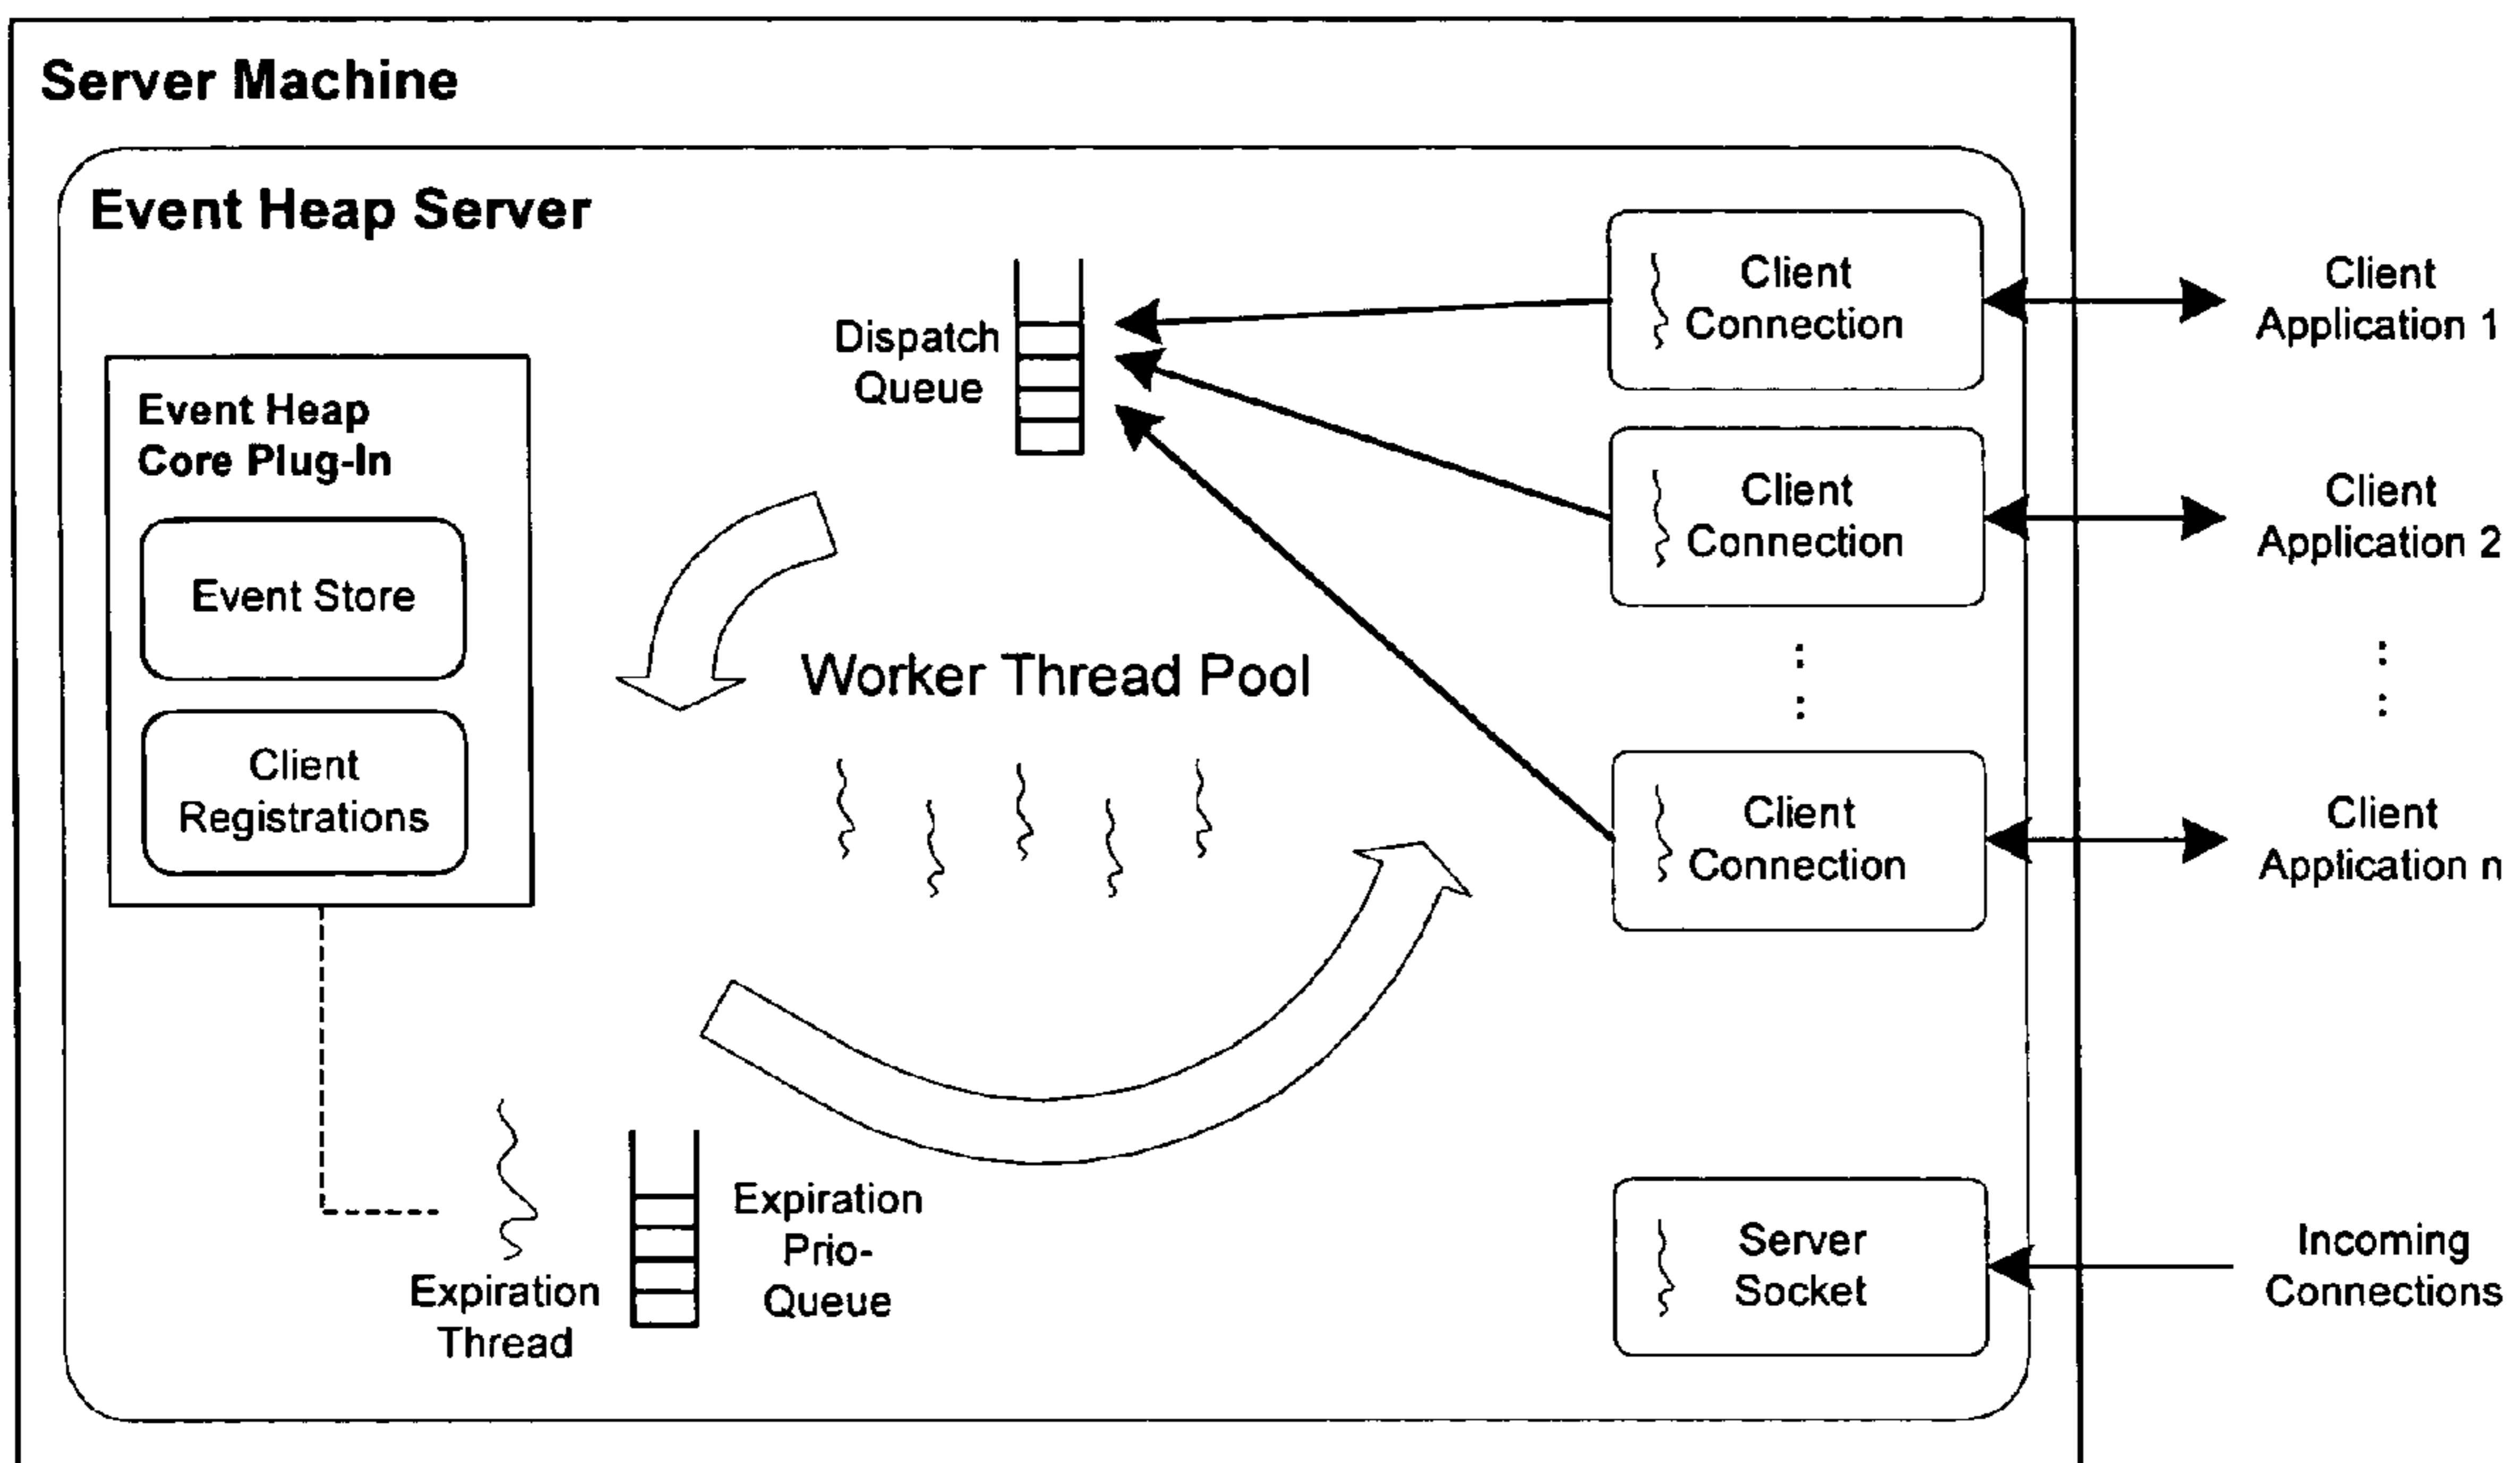 Server Machine
Event Heap Server
Event Heap
Core Plug-In
Event Store
Client
Registrations
Dispatch
Queue
Worker Thread Pool
Expiration
Thread
Expiration
Prio-
Queue
Client
Connection
Client
Connection
Client
Connection
Server
Socket
Client
Application 1
Client
Application 2
Client
Application n
Incoming
Connections